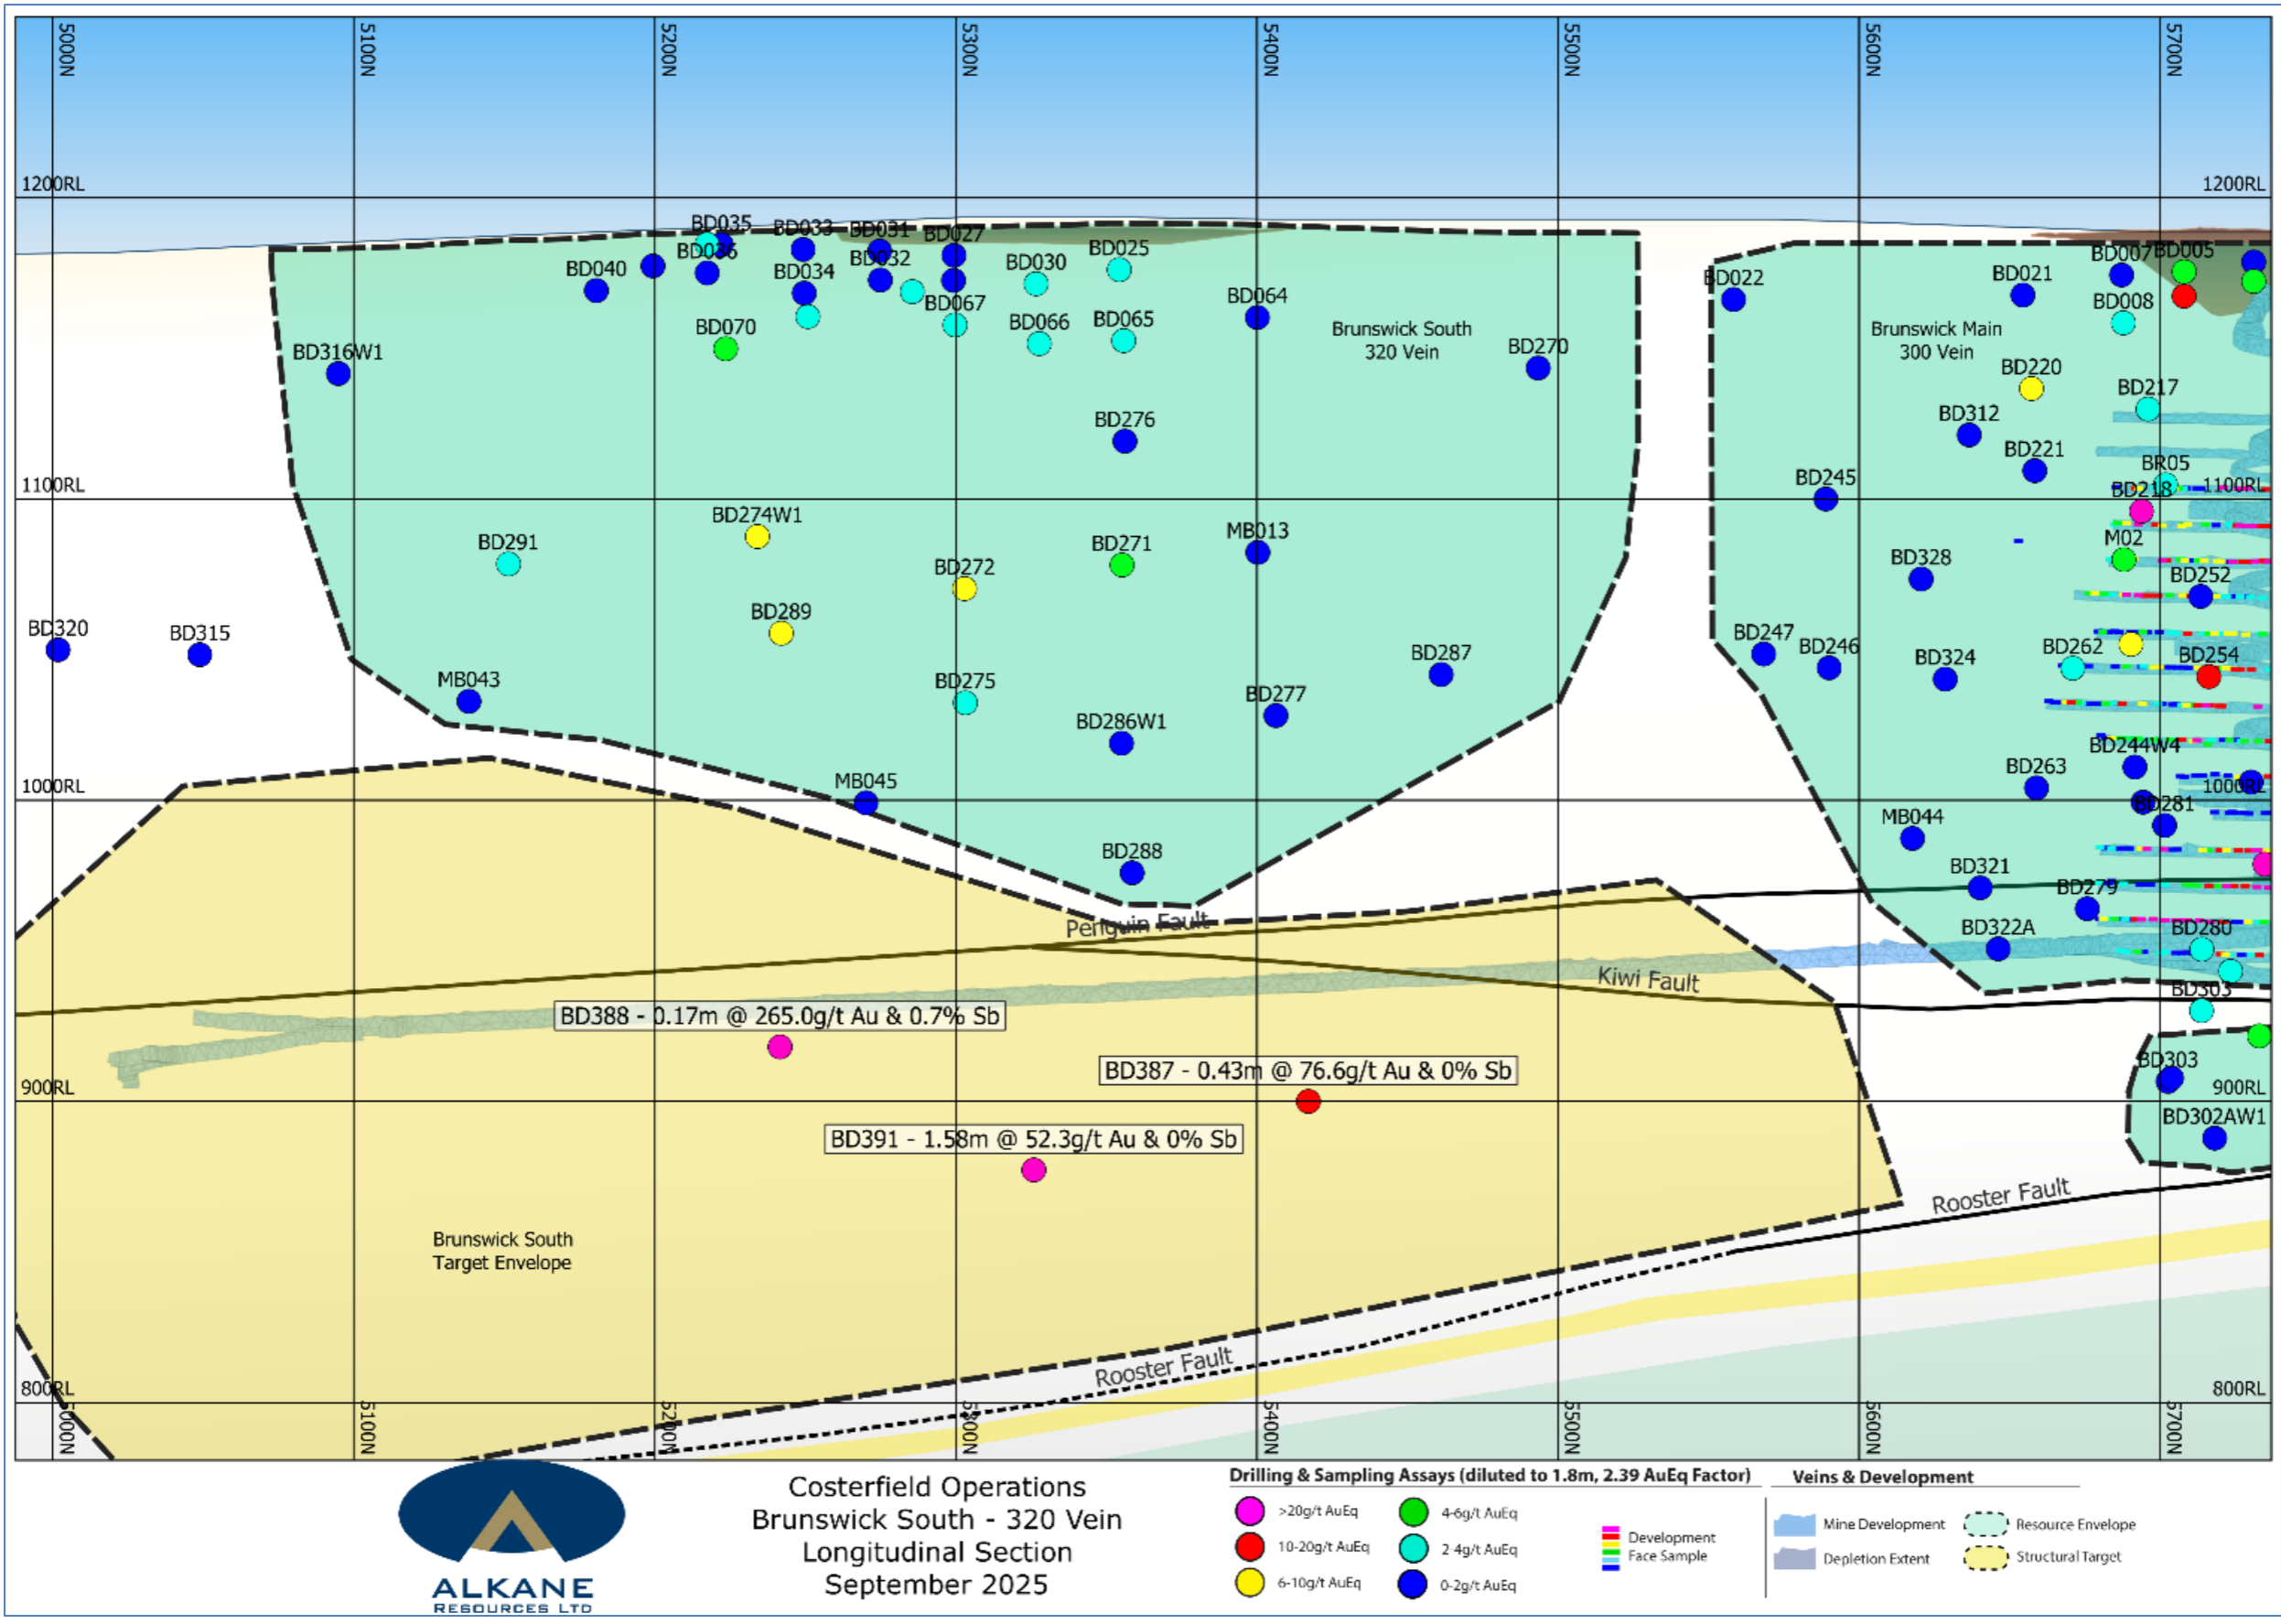 5000N
5100N
5200N
5300N
5400N
5500N
5600N
5700N
1200RL
1200RL
BD035
BD033
BD031
BD027
BD036
BD032
BD040
BD034
BD030
BD025
BD067
BD066
BD065
BD064
BD070
BD316W1
Brunswick South
320 Vein
BD270
BD022
BD021
BD007
BD005
BD008
Brunswick Main
300 Vein
BD220
BD217
BD276
BD312
BD221
BD245
BR05
BD218
1100RL
1100RL
BD274W1
BD291
BD272
BD271
MB013
BD328
M02
BD252
BD289
BD320
BD315
MB043
BD275
BD286W1
BD277
BD287
BD247
BD246
BD324
BD262
BD254
BD244W4
BD263
1000RL
1000RL
MB045
BD281
MB044
BD288
BD321
BD279
Penguin Fault
BD322A
BD280
Kiwi Fault
BD303
BD388 - 0.17m @ 265.0g/t Au & 0.7% Sb
BD387 - 0.43m @ 76.6g/t Au & 0% Sb
BD303
900RL
900RL
BD391 - 1.58m @ 52.3g/t Au & 0% Sb
BD302AW1
Rooster Fault
Brunswick South
Target Envelope
Rooster Fault
800RL
800RL
5000N
5100N
5200N
5300N
5400N
5500N
5600N
5700N
ALKANE
RESOURCES LTD
Costerfield Operations
Brunswick South - 320 Vein
Longitudinal Section
September 2025
Drilling & Sampling Assays (diluted to 1.8m, 2.39 AuEq Factor)
>20g/t AuEq
10-20g/t AuEq
6-10g/t AuEq
4-6g/t AuEq
2-4g/t AuEq
0-2g/t AuEq
Development
Face Sample
Veins & Development
Mine Development
Depletion Extent
Resource Envelope
Structural Target